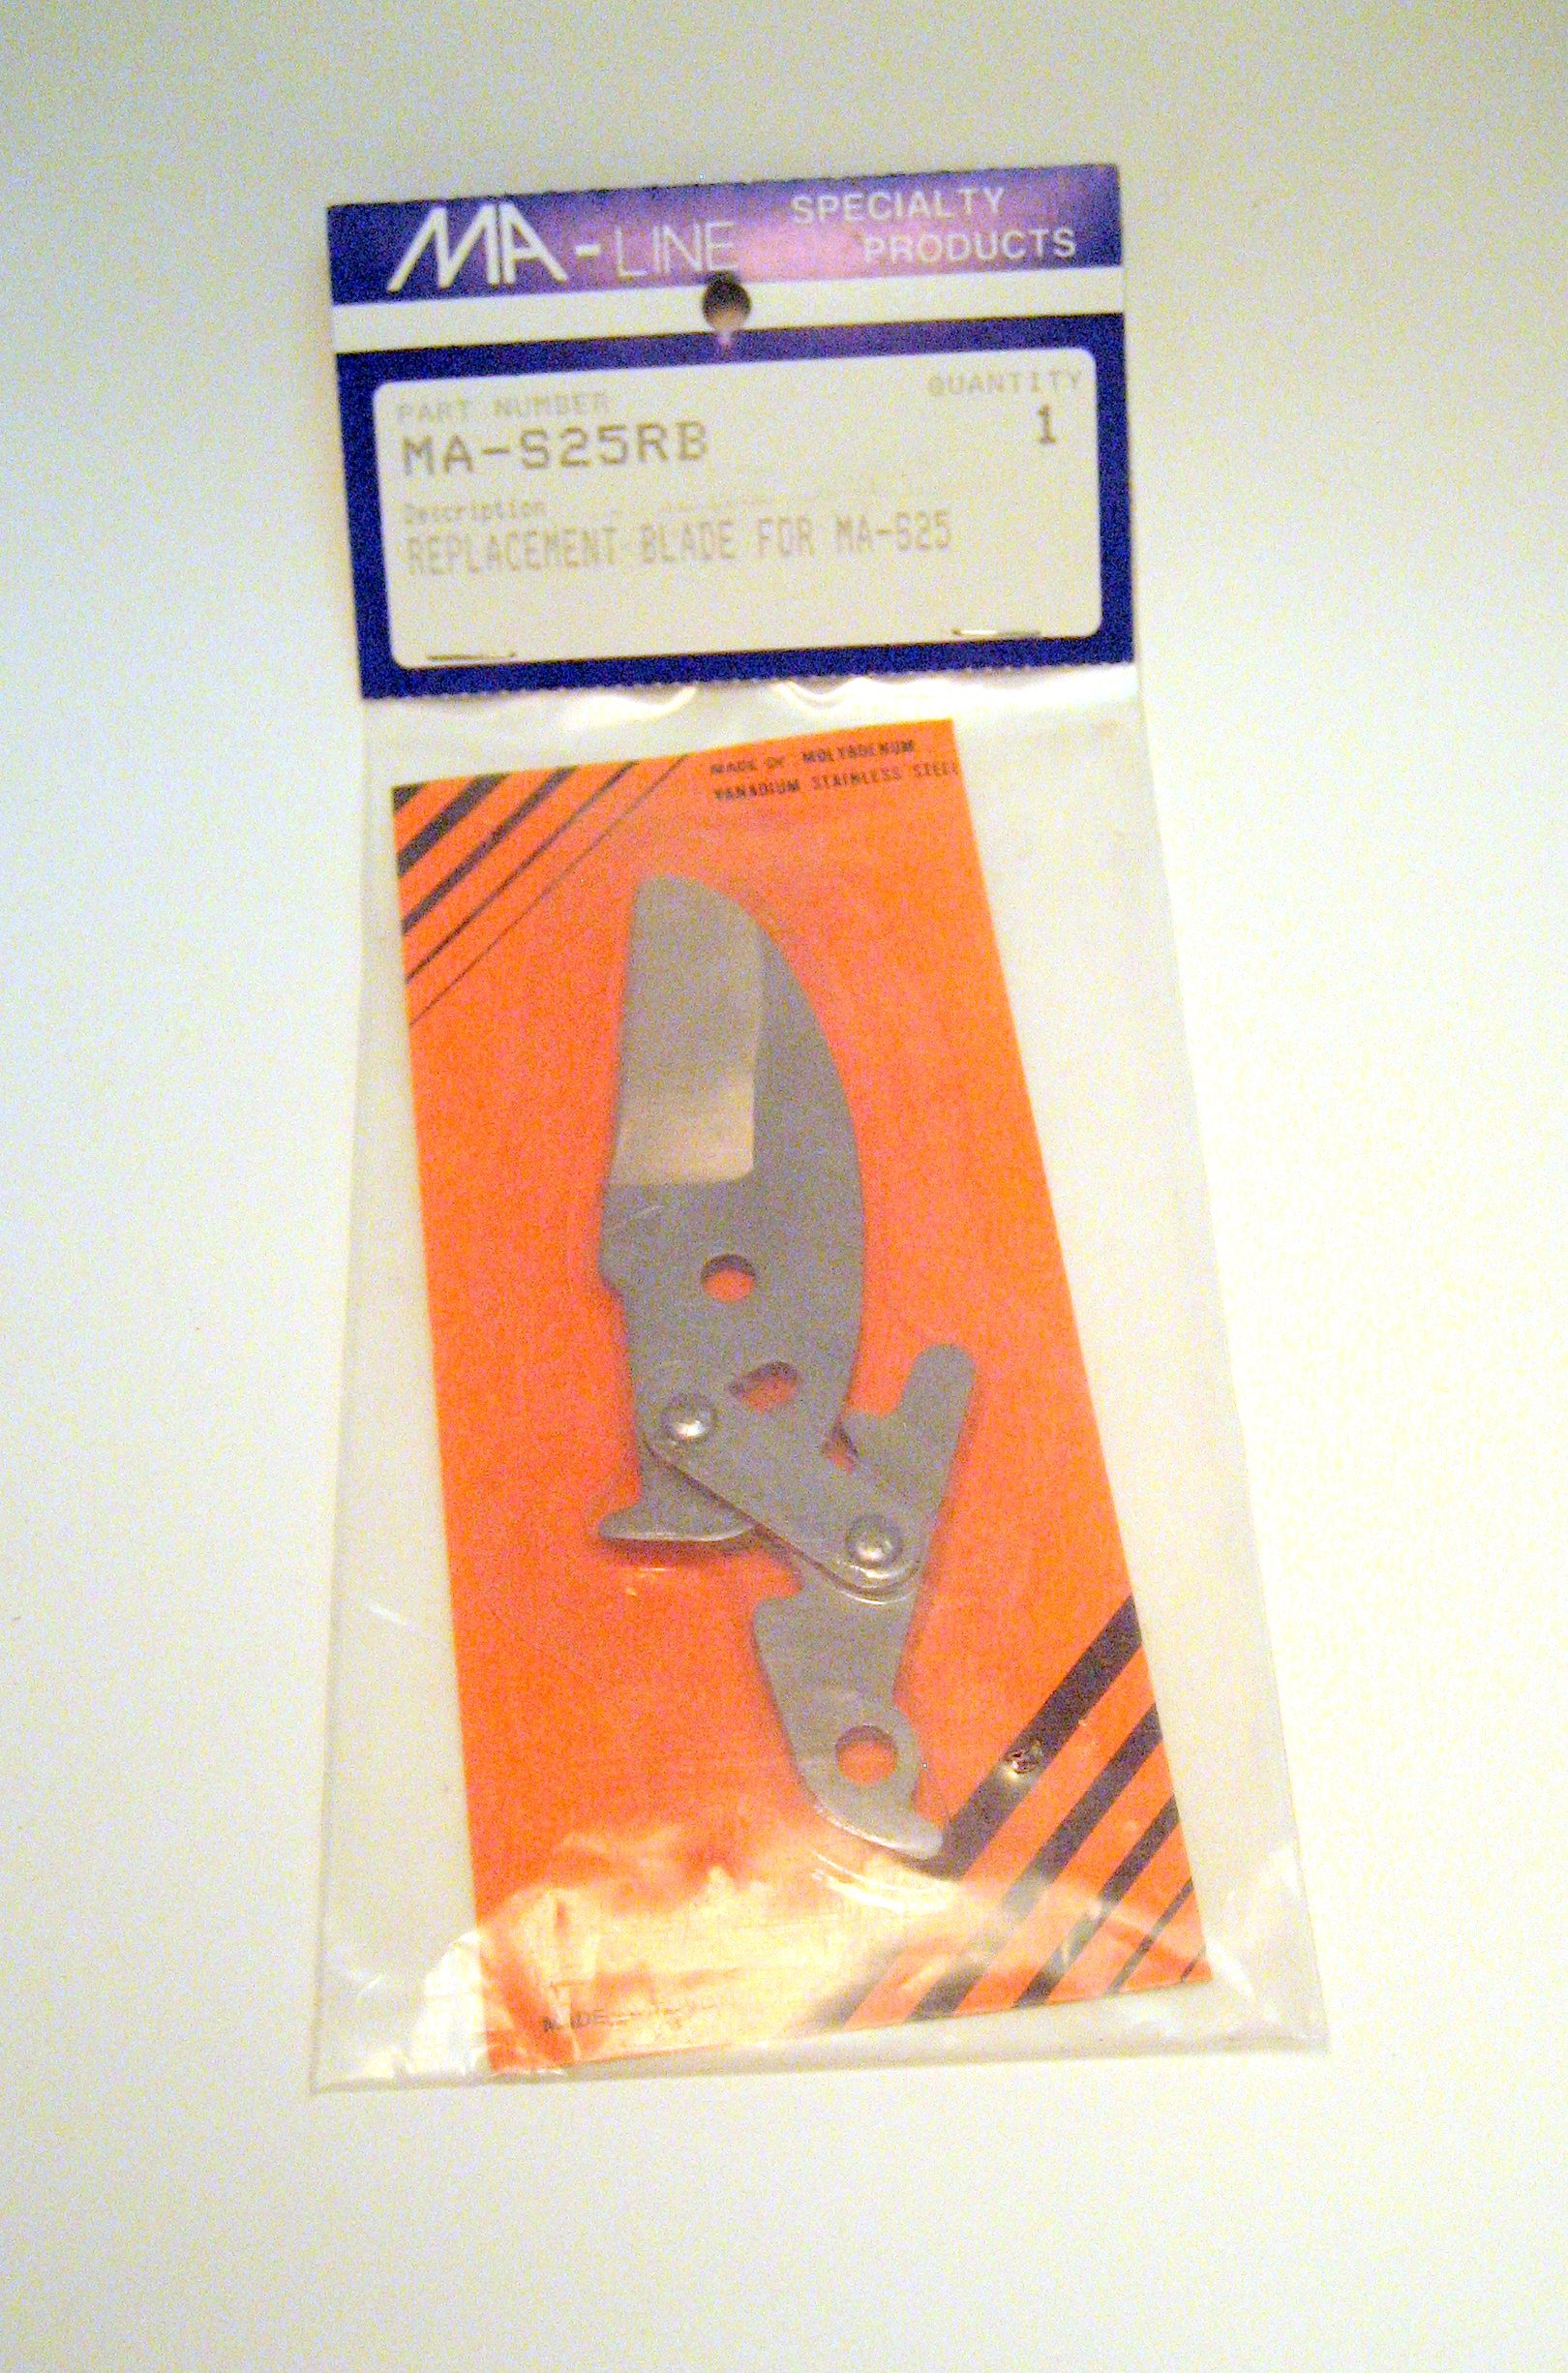 MA-LINE SPECIALTY
PRODUCTS
PART NUMBER QUANTITY
MA-S25RB 1
Description
REPLACEMENT BLADE FOR MA-S25
MADE OF MOLYBDENUM
VANADIUM STAINLESS STEEL
MADE